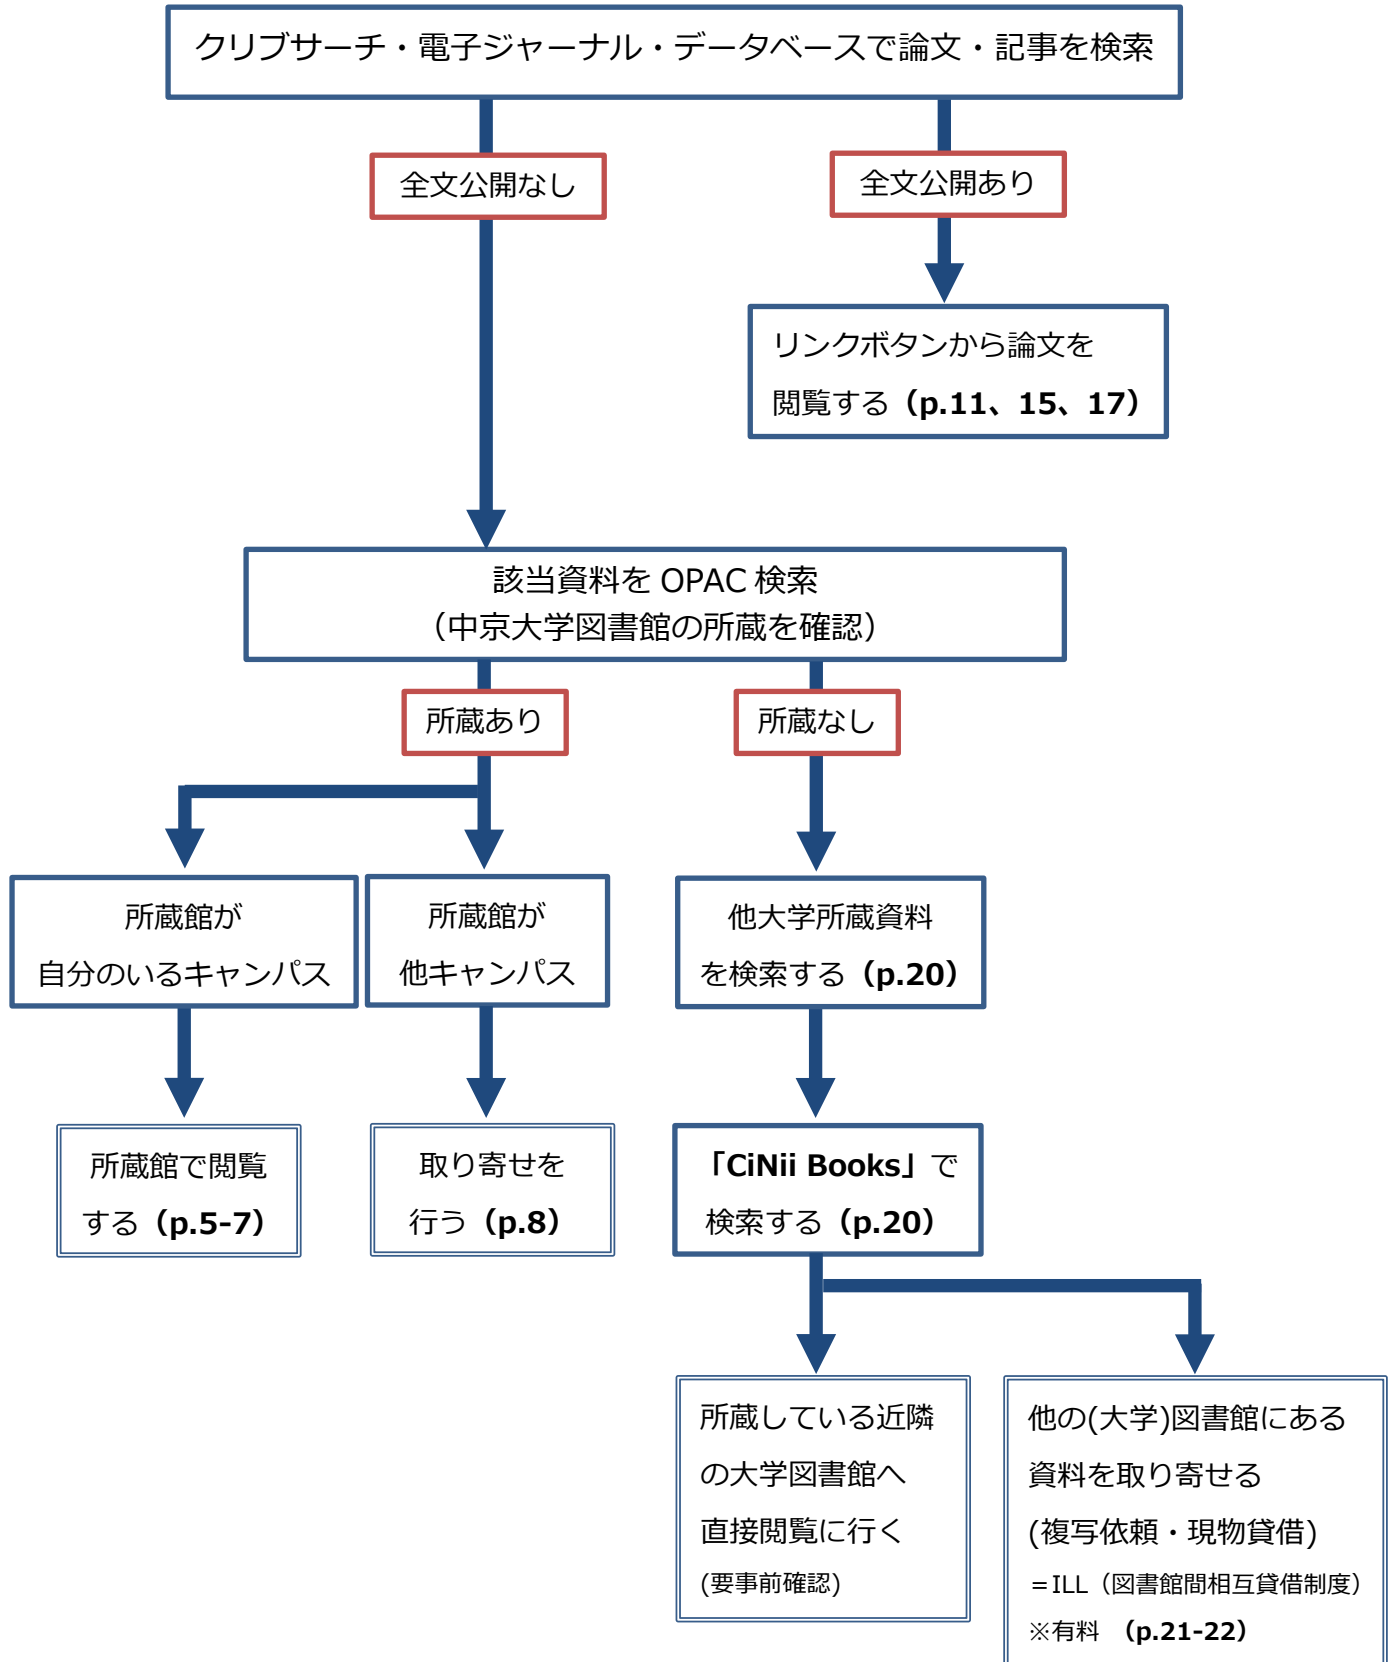 クリブサーチ・電子ジャーナル・データベースで論文・記事を検索
全文公開なし
全文公開あり
リンクボタンから論文を
閲覧する（p.11、15、17）
該当資料を OPAC 検索
（中京大学図書館の所蔵を確認）
所蔵あり
所蔵なし
所蔵館が
自分のいるキャンパス
所蔵館が
他キャンパス
他大学所蔵資料
を検索する（p.20）
所蔵館で閲覧
する（p.5-7）
取り寄せを
行う（p.8）
「CiNii Books」で
検索する（p.20）
所蔵している近隣
の大学図書館へ
直接閲覧に行く
(要事前確認)
他の(大学)図書館にある
資料を取り寄せる
(複写依頼・現物貸借)
＝ILL（図書館間相互貸借制度）
※有料　（p.21-22）